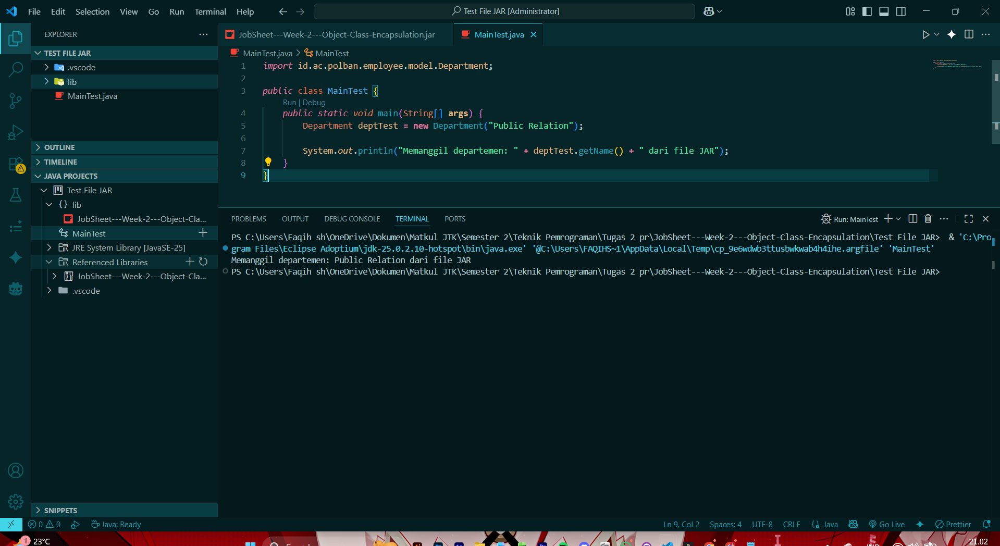 File Edit Selection View Go Run Terminal Help
Test File JAR [Administrator]
EXPLORER
TEST FILE JAR
.vscode
lib
MainTest.java
OUTLINE
TIMELINE
JAVA PROJECTS
Test File JAR
lib
JobSheet---Week-2---Object-Cla...
MainTest
JRE System Library [JavaSE-25]
Referenced Libraries
JobSheet---Week-2---Object-Cla...
.vscode
SNIPPETS
JobSheet---Week-2---Object-Class-Encapsulation.jar
MainTest.java
MainTest.java > MainTest
1 import id.ac.polban.employee.model.Department;
2
3 public class MainTest {
Run | Debug
4 public static void main(String[] args) {
5 Department deptTest = new Department("Public Relation");
6
7 System.out.println("Memanggil departemen: " + deptTest.getName() + " dari file JAR");
8 }
9 }
PROBLEMS OUTPUT DEBUG CONSOLE TERMINAL PORTS
Run: MainTest
PS C:\Users\Faqih sh\OneDrive\Dokumen\Matkul JTK\Semester 2\Teknik Pemrograman\Tugas 2 pr\JobSheet---Week-2---Object-Class-Encapsulation\Test File JAR> & 'C:\Pro
gram Files\Eclipse Adoptium\jdk-25.0.2.10-hotspot\bin\java.exe' '@C:\Users\FAQIHS~1\AppData\Local\Temp\cp_9e6wdwb3ttusbwkwab4h4ihe.argfile' 'MainTest'
Memanggil departemen: Public Relation dari file JAR
PS C:\Users\Faqih sh\OneDrive\Dokumen\Matkul JTK\Semester 2\Teknik Pemrograman\Tugas 2 pr\JobSheet---Week-2---Object-Class-Encapsulation\Test File JAR>
0 0 Java: Ready
Ln 9, Col 2 Spaces: 4 UTF-8 CRLF Java Go Live Prettier
1 23°C
21.02